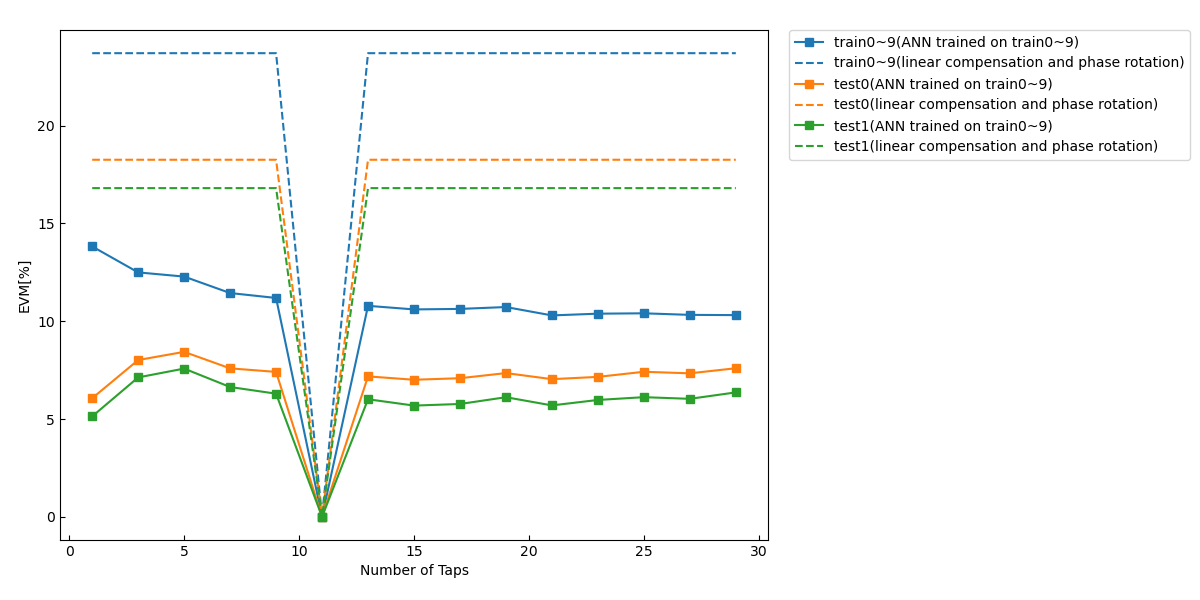 train0~9(ANN trained on train0~9)
train0~9(linear compensation and phase rotation)
test0(ANN trained on train0~9)
test0(linear compensation and phase rotation)
test1(ANN trained on train0~9)
test1(linear compensation and phase rotation)
EVM[%]
20
15
10
5
0
0 5 10 15 20 25 30
Number of Taps